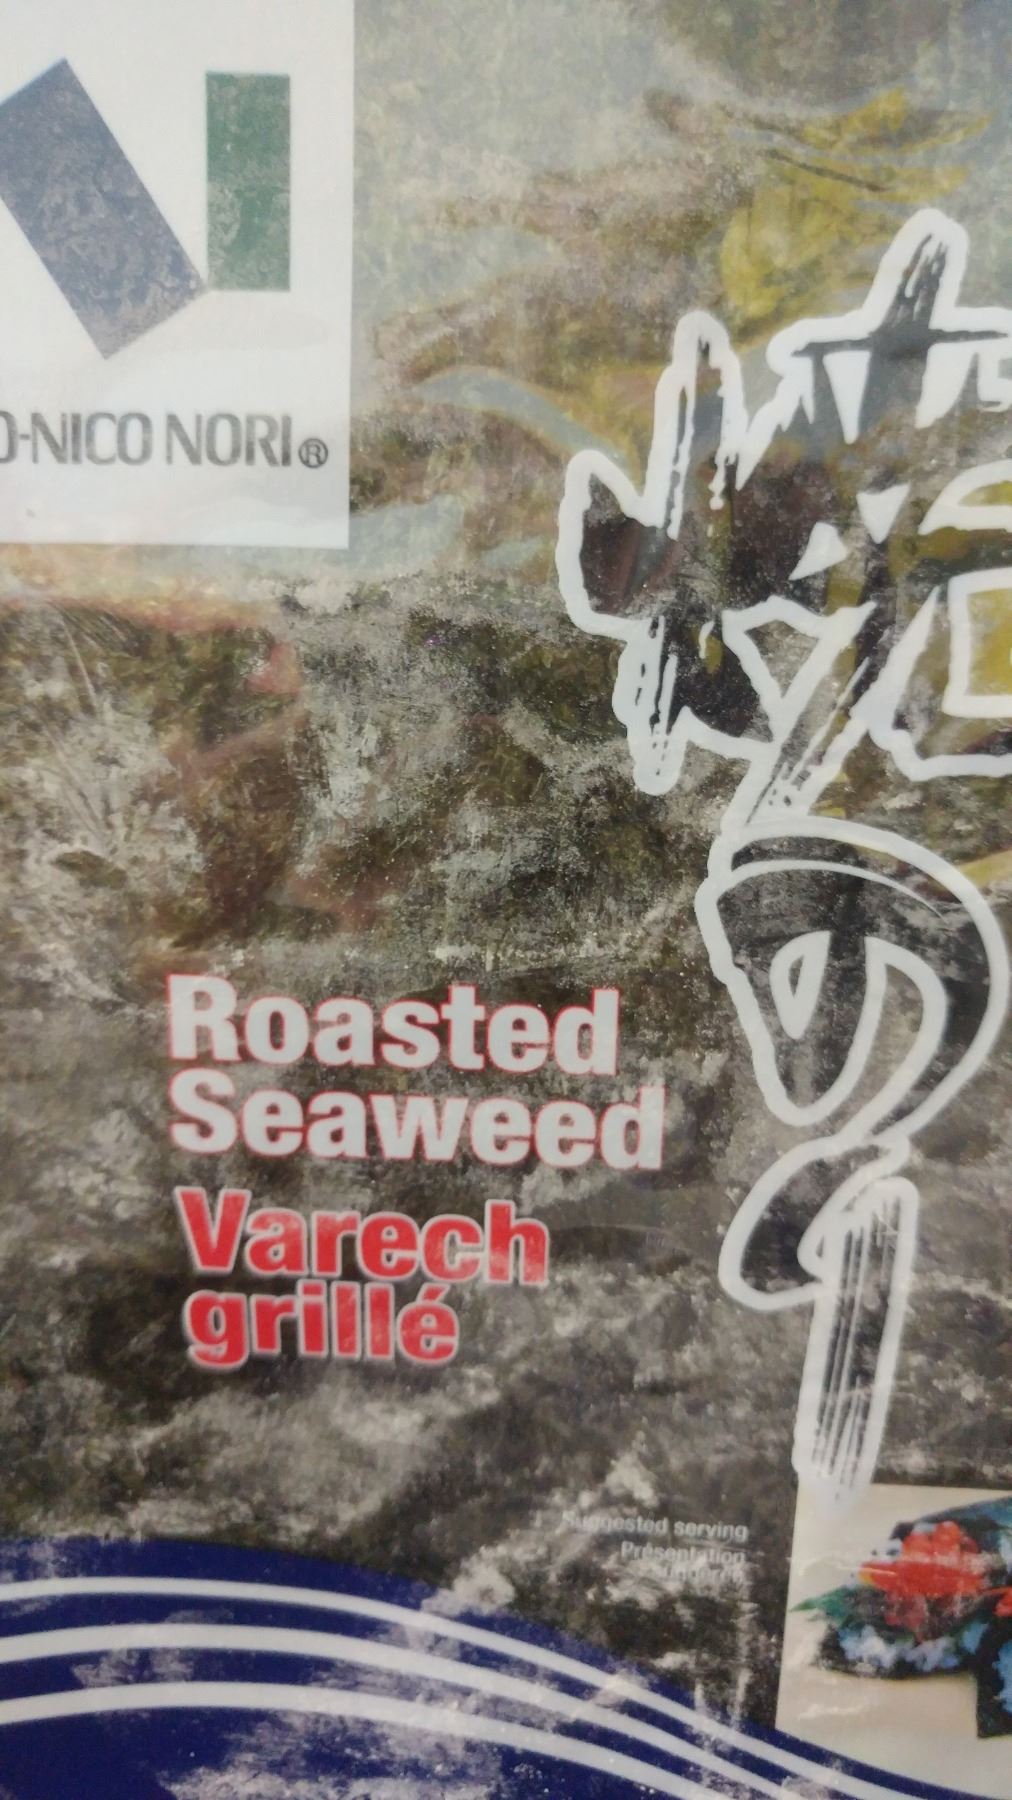 O-NICO NORI®
Roasted
Seaweed
Varech
grillé
Suggested serving
Présentation